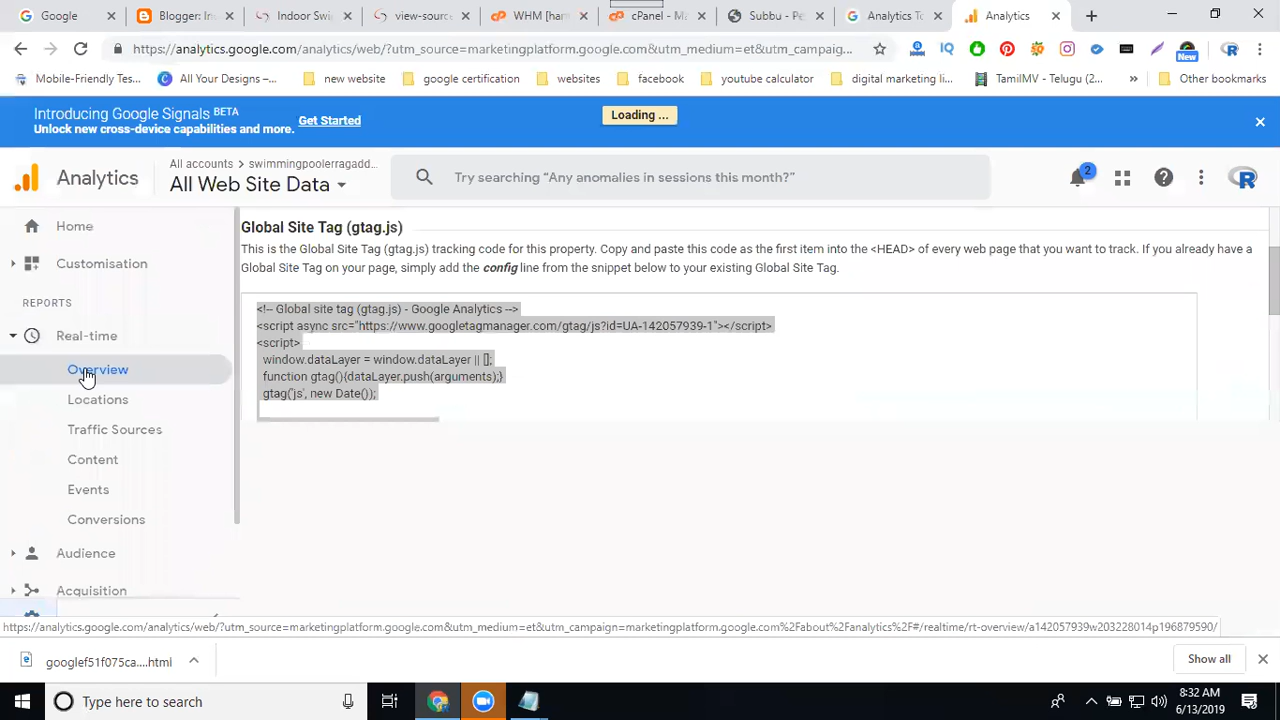 Google
Blogger: In
Indoor Swi
view-sourc
WHM [ham
cPanel - M
Subbu - Pe
Analytics To
Analytics
https://analytics.google.com/analytics/web/?utm_source=marketingplatform.google.com&utm_medium=et&utm_campaig...
New
Mobile-Friendly Tes...
All Your Designs –...
new website
google certification
websites
facebook
youtube calculator
digital marketing li...
TamilMV - Telugu (2...
»
Other bookmarks
Introducing Google Signals BETA
Unlock new cross-device capabilities and more.
Get Started
Loading ...
Analytics
All accounts > swimmingpoolerragadd...
All Web Site Data
Try searching “Any anomalies in sessions this month?”
2
Home
Customisation
REPORTS
Real-time
Overview
Locations
Traffic Sources
Content
Events
Conversions
Audience
Acquisition
Global Site Tag (gtag.js)
This is the Global Site Tag (gtag.js) tracking code for this property. Copy and paste this code as the first item into the <HEAD> of every web page that you want to track. If you already have a
Global Site Tag on your page, simply add the config line from the snippet below to your existing Global Site Tag.
<!-- Global site tag (gtag.js) - Google Analytics -->
<script async src="https://www.googletagmanager.com/gtag/js?id=UA-142057939-1"></script>
<script>
window.dataLayer = window.dataLayer || [];
function gtag(){dataLayer.push(arguments);}
gtag('js', new Date());
https://analytics.google.com/analytics/web/?utm_source=marketingplatform.google.com&utm_medium=et&utm_campaign=marketingplatform.google.com%2Fabout%2Fanalytics%2F#/realtime/rt-overview/a142057939w203228014p196879590/
googlef51f075ca....html
Show all
Type here to search
8:32 AM
6/13/2019